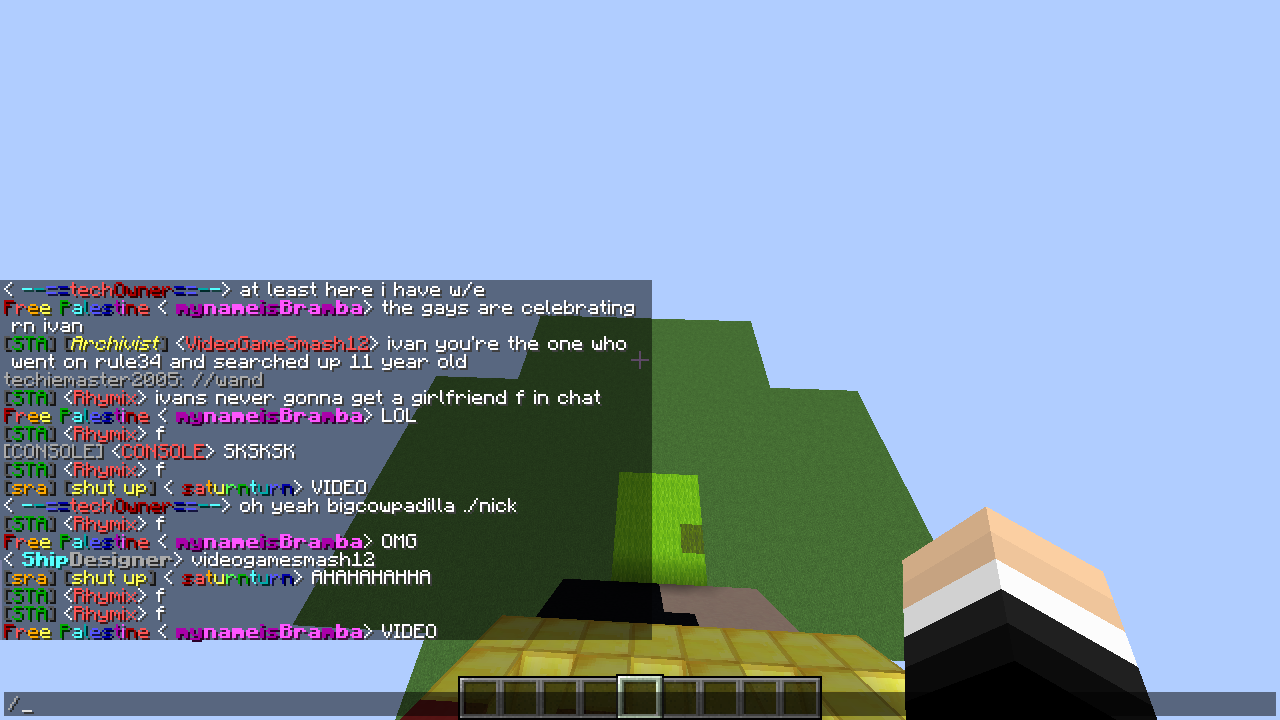 < --==techOwner==--> at least here i have w/e
Free Palestine < mynameisBramba> the gays are celebrating
rn ivan
[STA] [Archivist] <VideoGameSmash12> ivan you're the one who
went on rule34 and searched up 11 year old
techiemaster2005: //wand
[STA] <Rhymix> ivans never gonna get a girlfriend f in chat
Free Palestine < mynameisBramba> LOL
[STA] <Rhymix> f
[CONSOLE] <CONSOLE> SKSKSK
[STA] <Rhymix> f
[sra] [shut up] < saturnturn> VIDEO
< --==techOwner==--> oh yeah bigcowpadilla ./nick
[STA] <Rhymix> f
Free Palestine < mynameisBramba> OMG
< ShipDesigner> videogamesmash12
[sra] [shut up] < saturnturn> AHAHAHAHHA
[STA] <Rhymix> f
[STA] <Rhymix> f
Free Palestine < mynameisBramba> VIDEO
/_